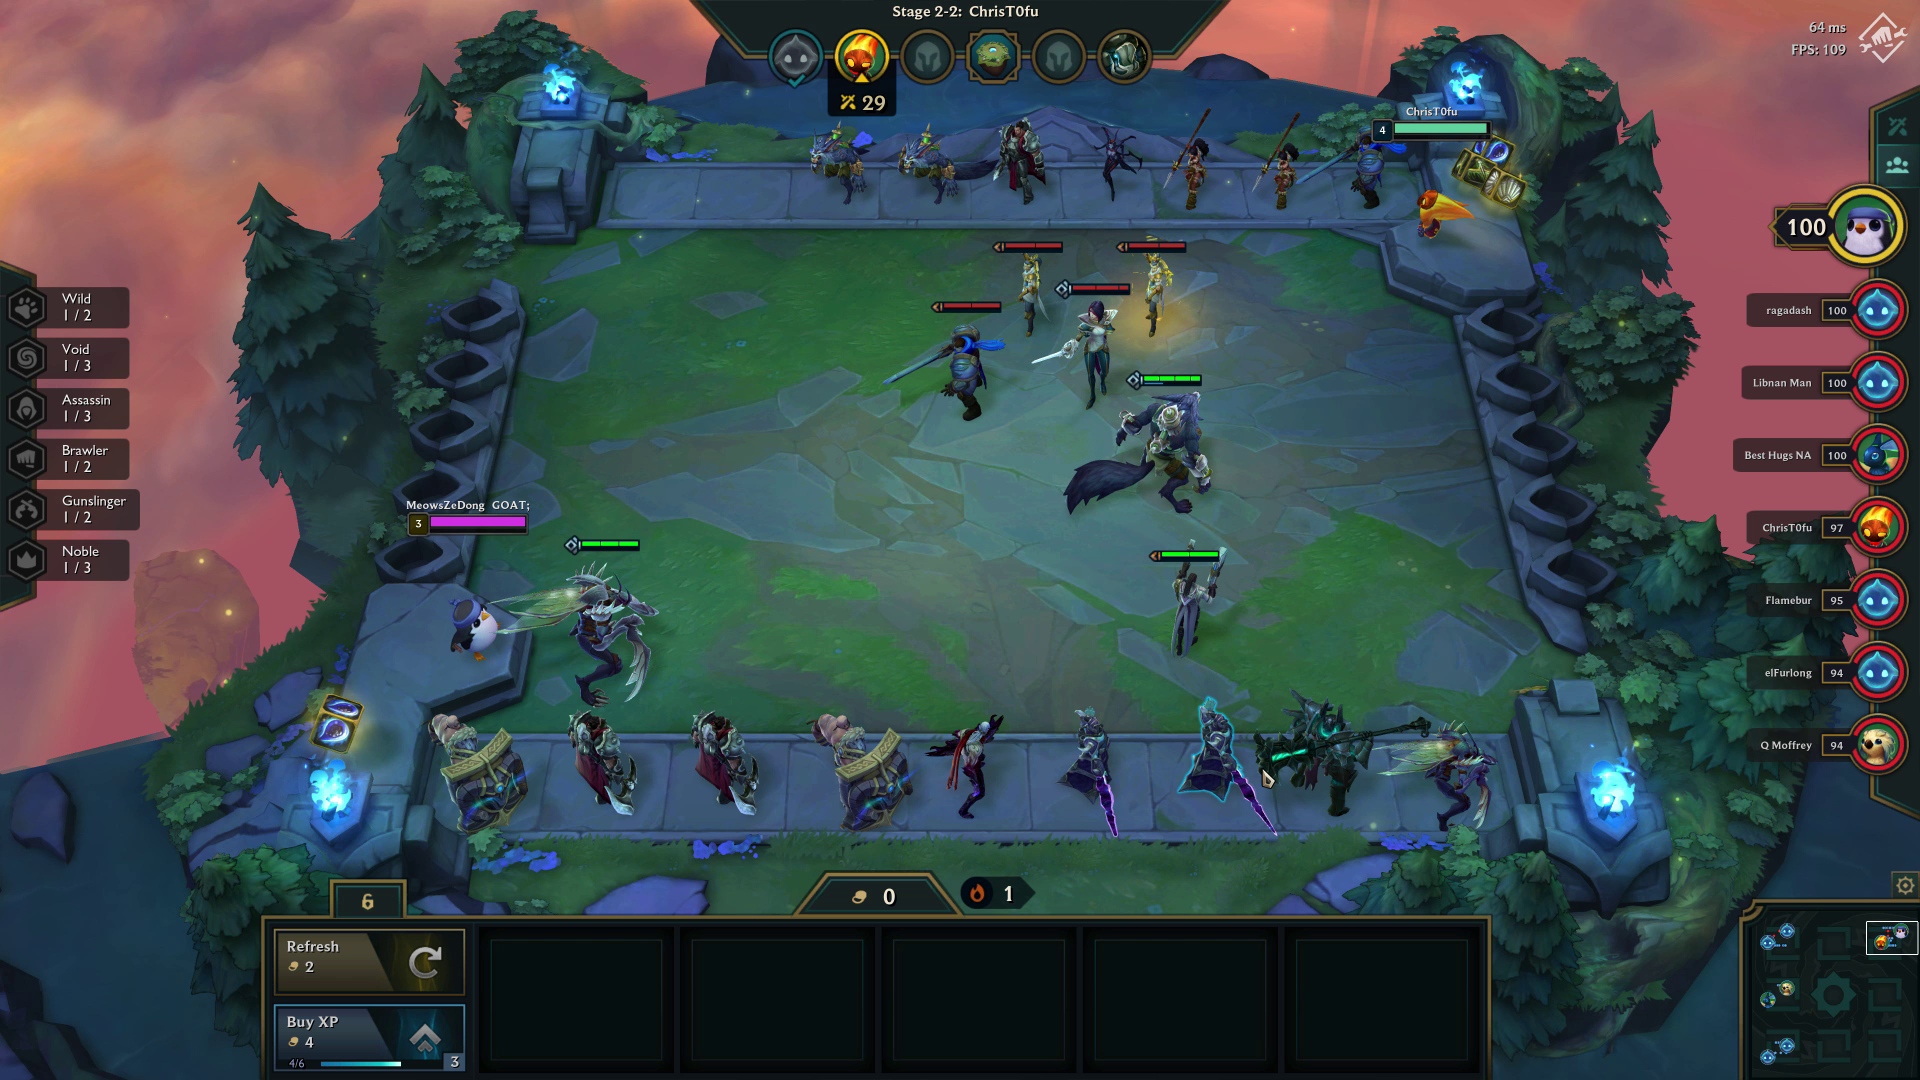 Stage 2-2: ChrisT0fu
64 ms
FPS: 109
29
ChrisT0fu
4
100
ragadash 100
Libnan Man 100
Best Hugs NA 100
ChrisT0fu 97
Flamebur 95
elFurlong 94
Q Moffrey 94
Wild
1 / 2
Void
1 / 3
Assassin
1 / 3
Brawler
1 / 2
Gunslinger
1 / 2
Noble
1 / 3
MeowsZeDong GOAT;
3
6
0
1
Refresh
2
Buy XP
4
4/6
3